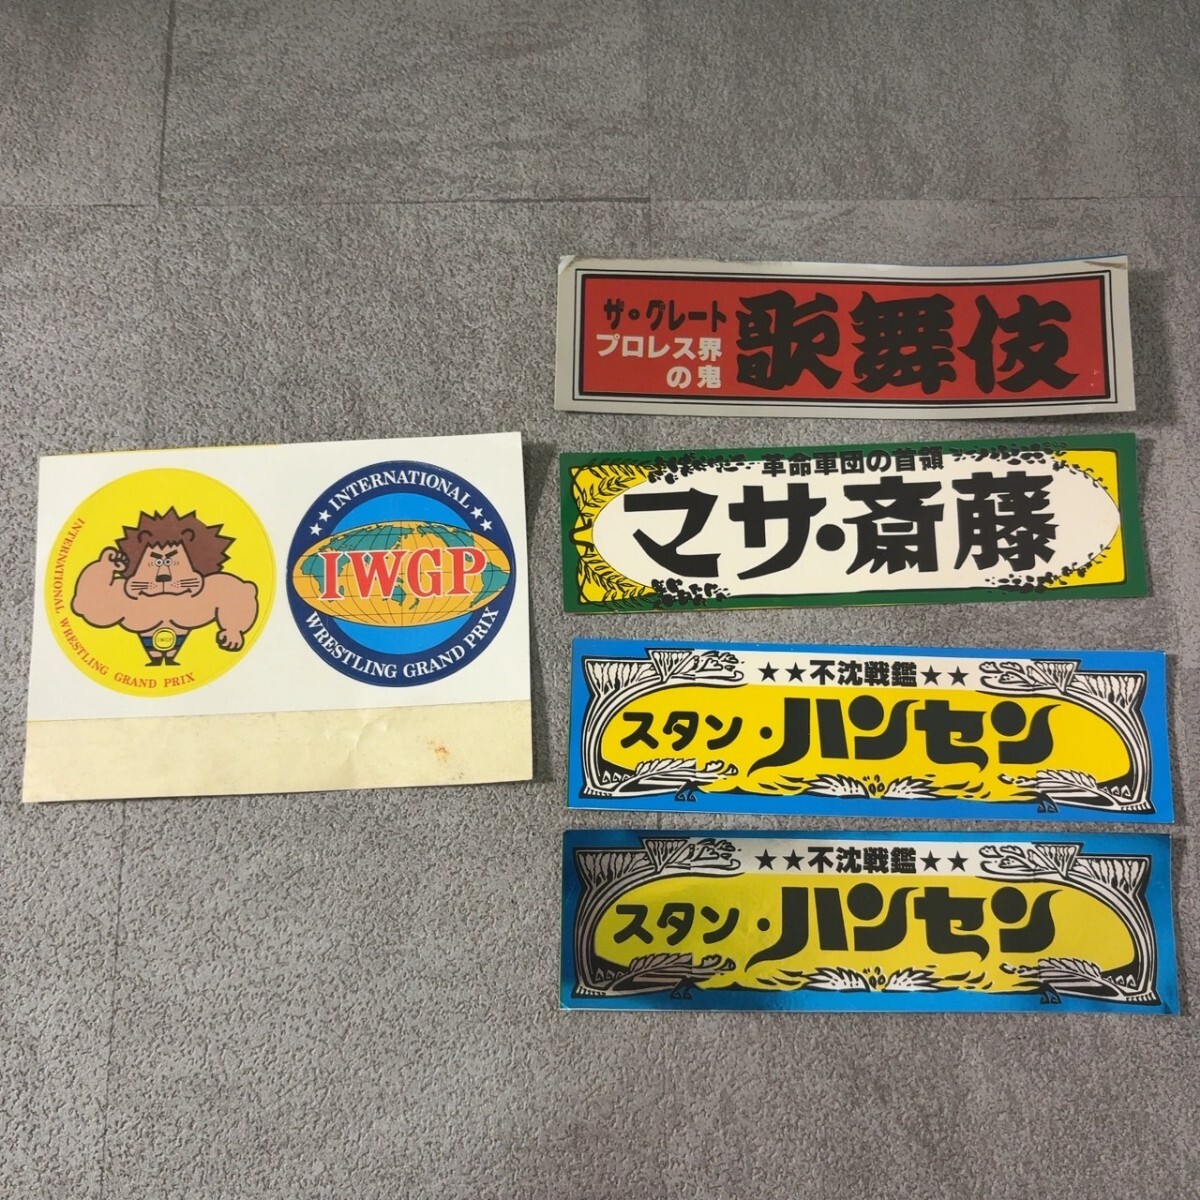 INTERNATIONAL WRESTLING GRAND PRIX
★★INTERNATIONAL★★
IWGP
WRESTLING GRAND PRIX
ザ・グレート
プロレス界
の鬼
歌舞伎
革命軍団の首領
マサ・斎藤
★★不沈戦鑑★★
スタン・ハンセン
★★不沈戦鑑★★
スタン・ハンセン